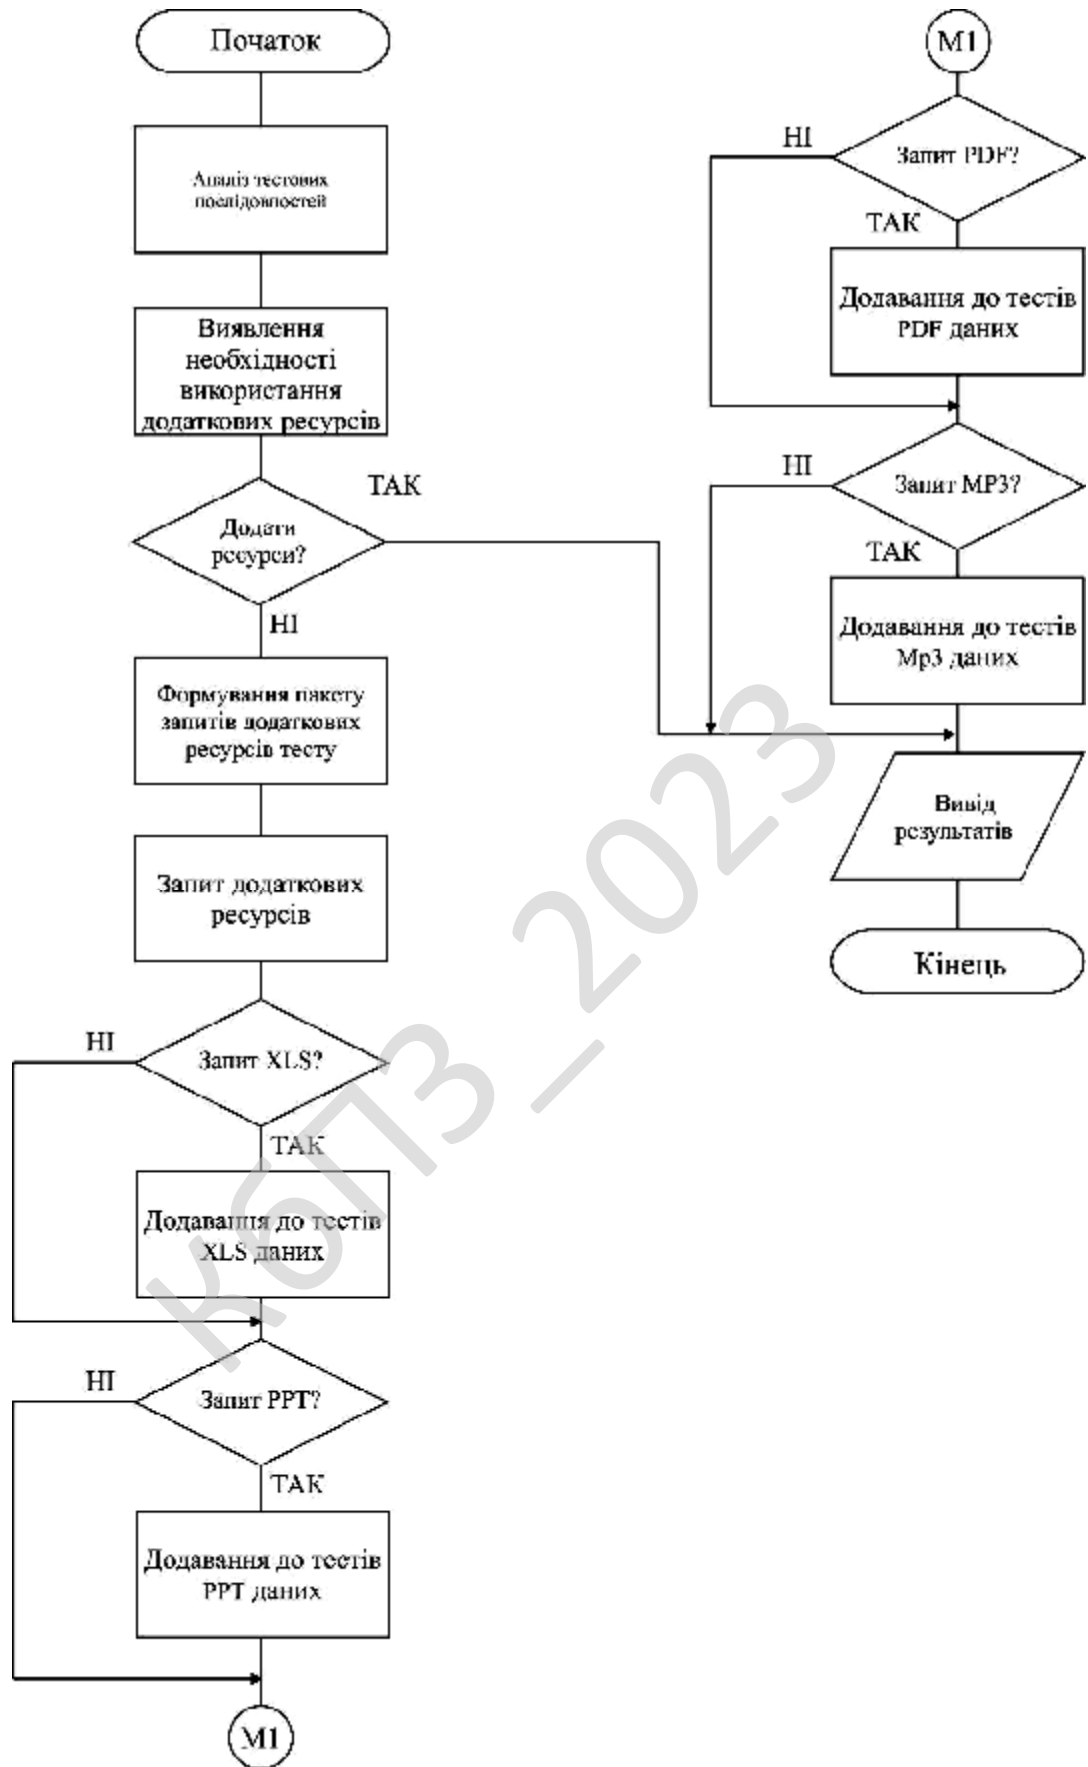 Початок
Аналіз тестових
послідовностей
Виявлення
необхідності
використання
додаткових ресурсів
ТАК
Додати
ресурси?
НІ
Формування пакету
запитів додаткових
ресурсів тесту
Запит додаткових
ресурсів
НІ
Запит XLS?
ТАК
Додавання до тестів
XLS даних
НІ
Запит PPT?
ТАК
Додавання до тестів
PPT даних
М1
М1
НІ
Запит PDF?
ТАК
Додавання до тестів
PDF даних
НІ
Запит MP3?
ТАК
Додавання до тестів
Mp3 даних
Вивід
результатів
Кінець
КбПЗ_2023